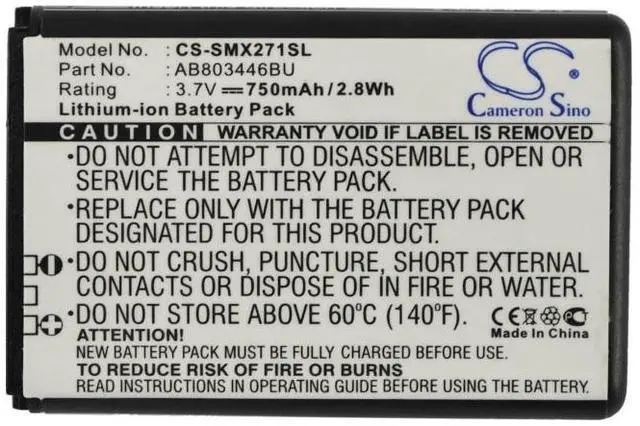 Model No. : CS-SMX271SL
Part No. : AB803446BU
Rating : 3.7V⎓750mAh/2.8Wh
Lithium-ion Battery Pack
CS
Cameron Sino
CAUTION WARRANTY VOID IF LABEL IS REMOVED
•DO NOT ATTEMPT TO DISASSEMBLE, OPEN OR
SERVICE THE BATTERY PACK.
•REPLACE ONLY WITH THE BATTERY PACK
DESIGNATED FOR THIS SYSTEM.
•DO NOT CRUSH, PUNCTURE, SHORT EXTERNAL
CONTACTS OR DISPOSE OF IN FIRE OR WATER.
•DO NOT STORE ABOVE 60°C (140°F).
CE
Made in China
ATTENTION!
NEW BATTERY PACK MUST BE FULLY CHARGED BEFORE USE.
TO REDUCE RISK OF FIRE OR BURNS
READ INSTRUCTIONS IN OPERATING GUIDE BEFORE USE.